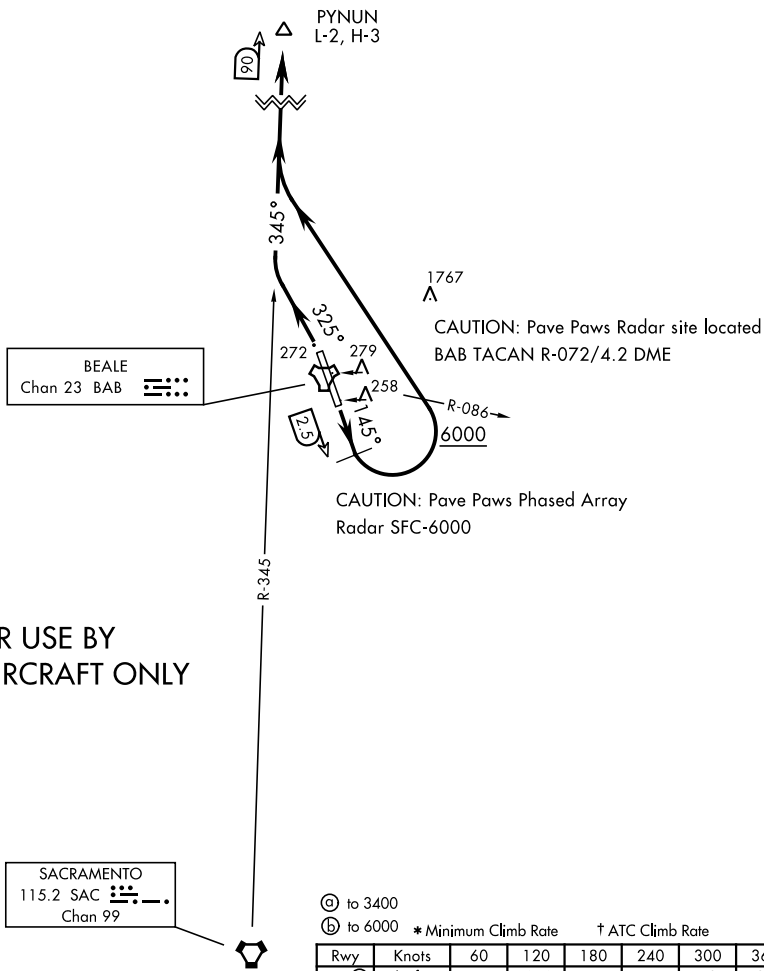 PYNUN
L-2, H-3
90
345°
1767
CAUTION: Pave Paws Radar site located
BAB TACAN R-072/4.2 DME
325°
272
279
258
BEALE
Chan 23 BAB
R-086
145°
2.5
6000
CAUTION: Pave Paws Phased Array
Radar SFC-6000
R-345
R USE BY
RCRAFT ONLY
SACRAMENTO
115.2 SAC
Chan 99
ⓐ to 3400
ⓑ to 6000 * Minimum Climb Rate † ATC Climb Rate
Rwy Knots 60 120 180 240 300